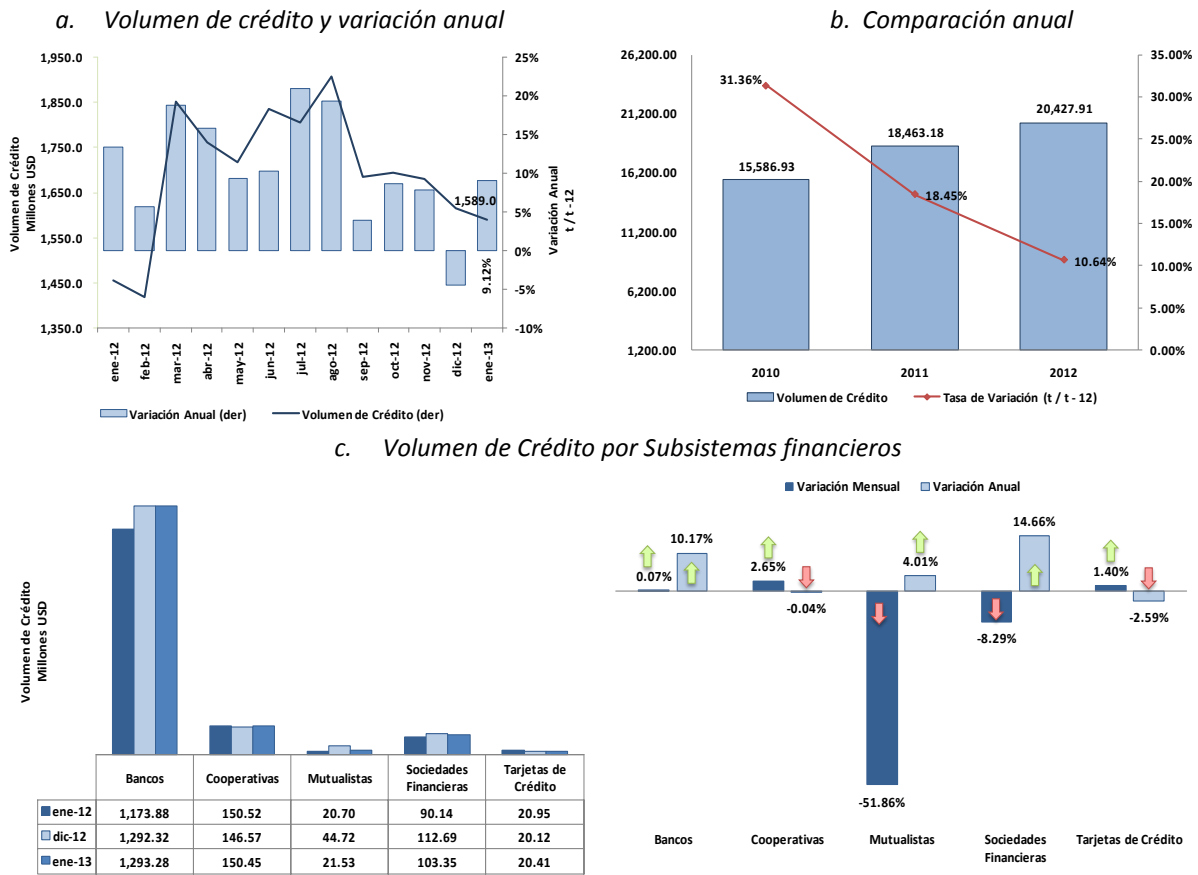 a. Volumen de crédito y variación anual
1,950.0
1,850.0
1,750.0
1,650.0
1,550.0
1,450.0
1,350.0
Volumen de Crédito
Millones USD
25%
20%
15%
10%
5%
0%
-5%
-10%
Variación Anual
t / t -12
1,589.0
9.12%
ene-12
feb-12
mar-12
abr-12
may-12
jun-12
jul-12
ago-12
sep-12
oct-12
nov-12
dic-12
ene-13
Variación Anual (der) Volumen de Crédito (der)
b. Comparación anual
26,200.00
21,200.00
16,200.00
11,200.00
6,200.00
1,200.00
35.00%
30.00%
25.00%
20.00%
15.00%
10.00%
5.00%
0.00%
31.36%
15,586.93
18,463.18
18.45%
20,427.91
10.64%
2010 2011 2012
Volumen de Crédito Tasa de Variación (t / t - 12)
c. Volumen de Crédito por Subsistemas financieros
Volumen de Crédito
Millones USD
Bancos Cooperativas Mutualistas Sociedades Financieras Tarjetas de Crédito
ene-12 1,173.88 150.52 20.70 90.14 20.95
dic-12 1,292.32 146.57 44.72 112.69 20.12
ene-13 1,293.28 150.45 21.53 103.35 20.41
Variación Mensual Variación Anual
0.07% 10.17%
2.65% -0.04%
-51.86% 4.01%
-8.29% 14.66%
1.40% -2.59%
Bancos Cooperativas Mutualistas Sociedades Financieras Tarjetas de Crédito